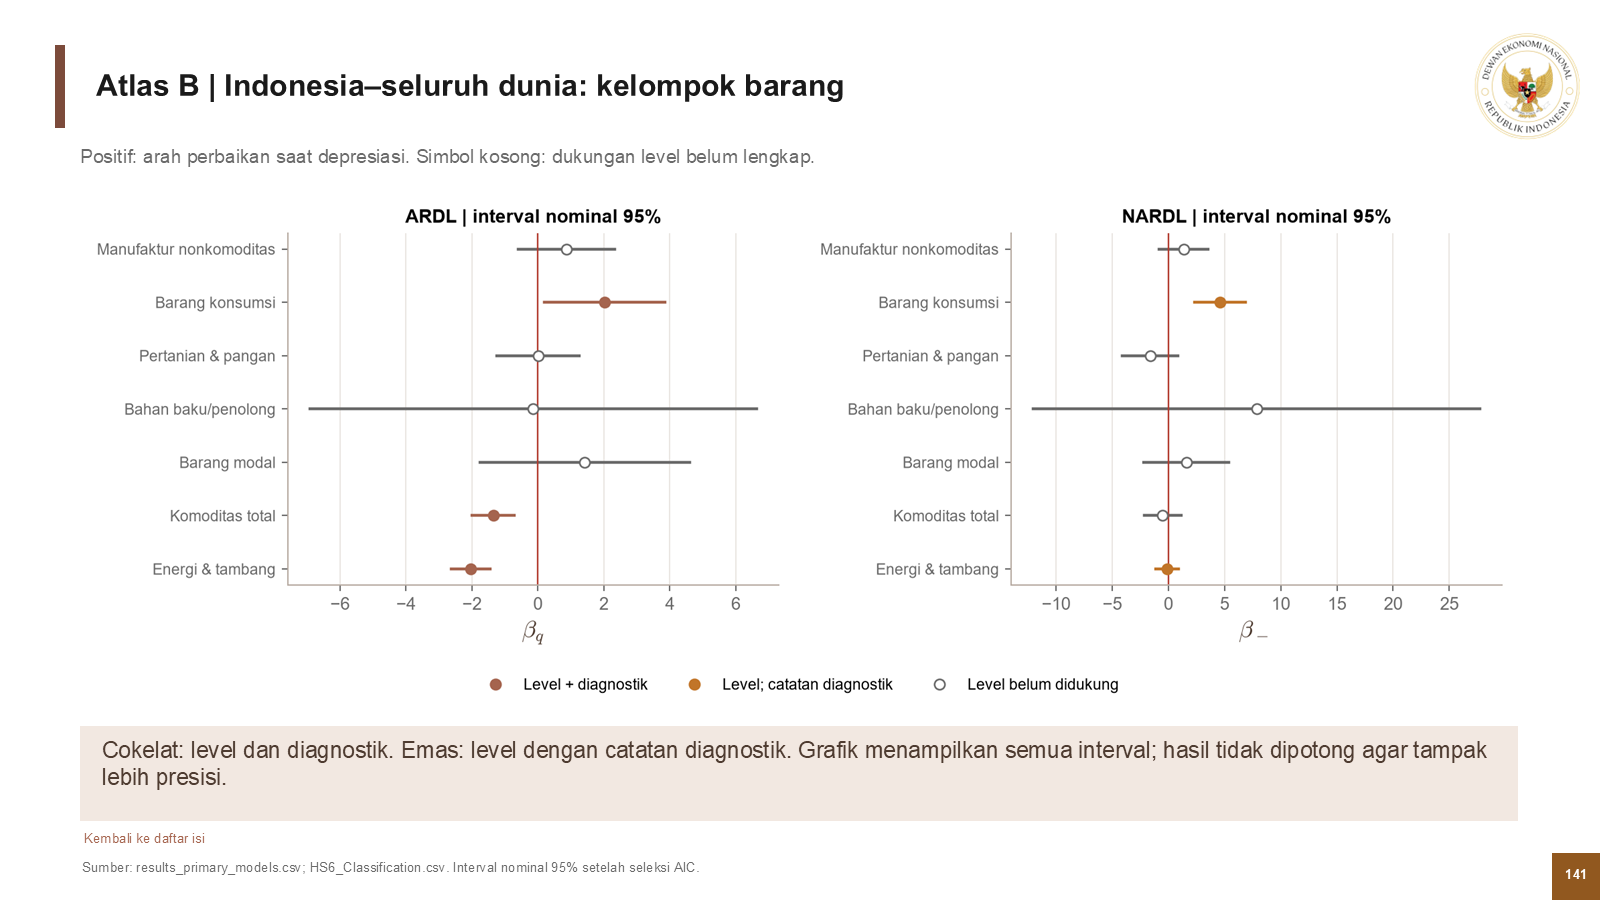 Atlas B | Indonesia–seluruh dunia: kelompok barang
DEWAN EKONOMI NASIONAL
REPUBLIK INDONESIA
Positif: arah perbaikan saat depresiasi. Simbol kosong: dukungan level belum lengkap.
ARDL | interval nominal 95%
Manufaktur nonkomoditas
Barang konsumsi
Pertanian & pangan
Bahan baku/penolong
Barang modal
Komoditas total
Energi & tambang
−6 −4 −2 0 2 4 6
βq
NARDL | interval nominal 95%
Manufaktur nonkomoditas
Barang konsumsi
Pertanian & pangan
Bahan baku/penolong
Barang modal
Komoditas total
Energi & tambang
−10 −5 0 5 10 15 20 25
β−
Level + diagnostik
Level; catatan diagnostik
Level belum didukung
Cokelat: level dan diagnostik. Emas: level dengan catatan diagnostik. Grafik menampilkan semua interval; hasil tidak dipotong agar tampak
lebih presisi.
Kembali ke daftar isi
Sumber: results_primary_models.csv; HS6_Classification.csv. Interval nominal 95% setelah seleksi AIC.
141